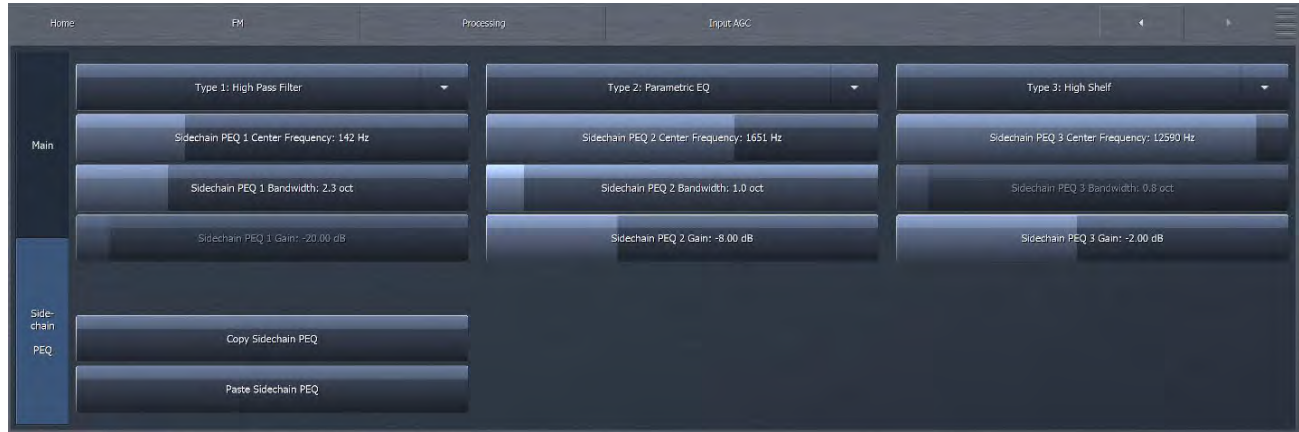 Home
FM
Processing
Input AGC
Main
Side-
chain
PEQ
Type 1: High Pass Filter
Sidechain PEQ 1 Center Frequency: 142 Hz
Sidechain PEQ 1 Bandwidth: 2.3 oct
Sidechain PEQ 1 Gain: -20.00 dB
Type 2: Parametric EQ
Sidechain PEQ 2 Center Frequency: 1651 Hz
Sidechain PEQ 2 Bandwidth: 1.0 oct
Sidechain PEQ 2 Gain: -8.00 dB
Type 3: High Shelf
Sidechain PEQ 3 Center Frequency: 12590 Hz
Sidechain PEQ 3 Bandwidth: 0.8 oct
Sidechain PEQ 3 Gain: -2.00 dB
Copy Sidechain PEQ
Paste Sidechain PEQ